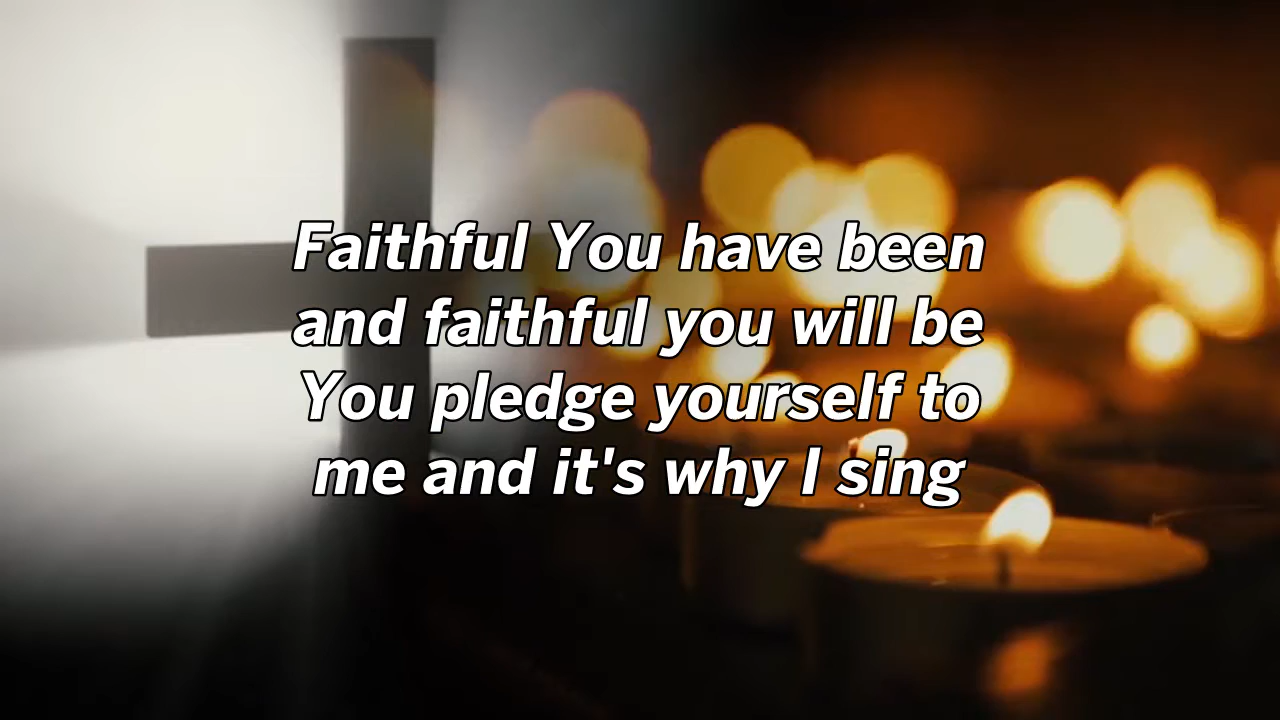 Faithful You have been
and faithful you will be
You pledge yourself to
me and it's why I sing